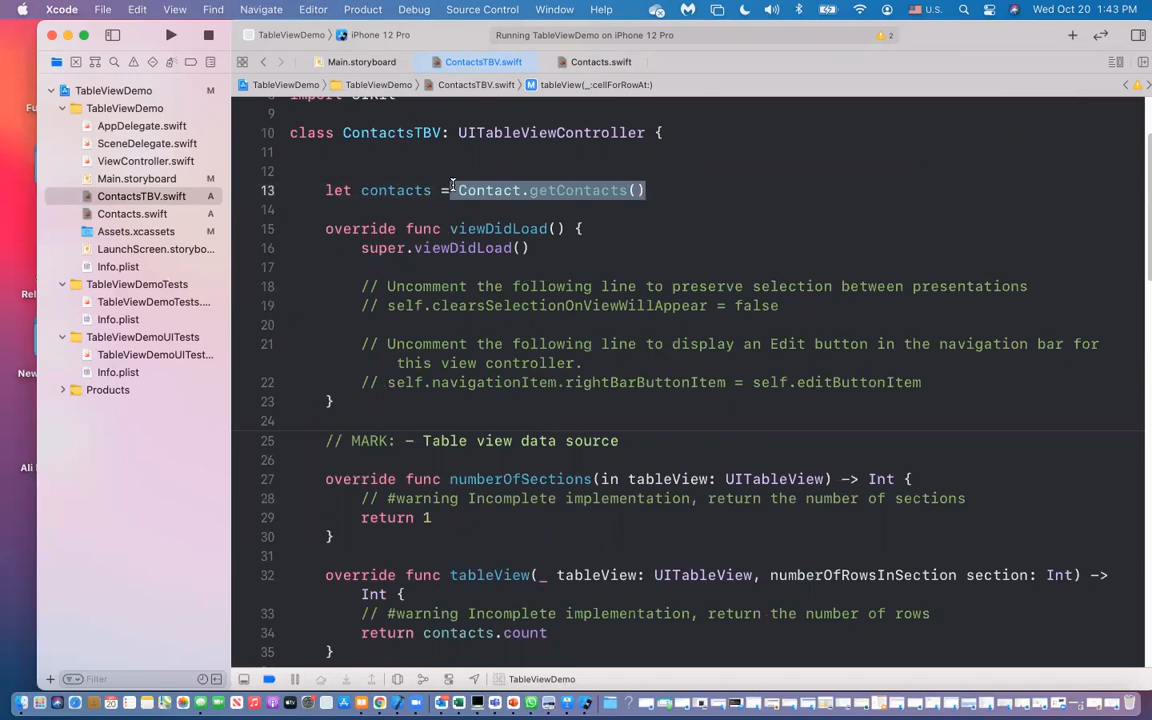 Xcode File Edit View Find Navigate Editor Product Debug Source Control Window Help U.S. Wed Oct 20 1:43 PM
TableViewDemo iPhone 12 Pro Running TableViewDemo on iPhone 12 Pro 2
Main.storyboard ContactsTBV.swift Contacts.swift
TableViewDemo TableViewDemo ContactsTBV.swift M tableView(_:cellForRowAt:)
TableViewDemo M
TableViewDemo
AppDelegate.swift
SceneDelegate.swift
ViewController.swift
Main.storyboard M
ContactsTBV.swift A
Contacts.swift A
Assets.xcassets M
LaunchScreen.storybo...
Info.plist
TableViewDemoTests
TableViewDemoTests....
Info.plist
TableViewDemoUITests
TableViewDemoUITest...
Info.plist
Products
Filter
9
10 class ContactsTBV: UITableViewController {
11
12
13 let contacts = Contact.getContacts()
14
15 override func viewDidLoad() {
16 super.viewDidLoad()
17
18 // Uncomment the following line to preserve selection between presentations
19 // self.clearsSelectionOnViewWillAppear = false
20
21 // Uncomment the following line to display an Edit button in the navigation bar for
this view controller.
22 // self.navigationItem.rightBarButtonItem = self.editButtonItem
23 }
24
25 // MARK: - Table view data source
26
27 override func numberOfSections(in tableView: UITableView) -> Int {
28 // #warning Incomplete implementation, return the number of sections
29 return 1
30 }
31
32 override func tableView(_ tableView: UITableView, numberOfRowsInSection section: Int) ->
Int {
33 // #warning Incomplete implementation, return the number of rows
34 return contacts.count
35 }
TableViewDemo